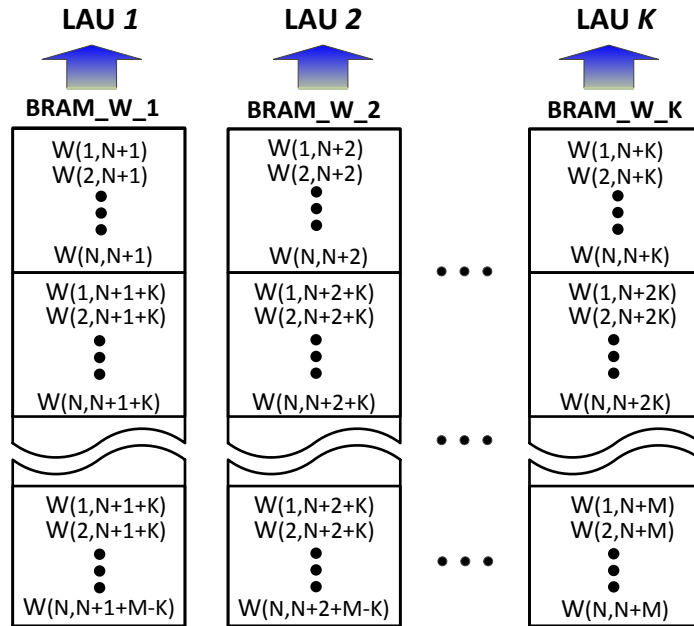 LAU 1
LAU 2
LAU K
BRAM_W_1
BRAM_W_2
BRAM_W_K
W(1,N+1)
W(2,N+1)
W(N,N+1)
W(1,N+2)
W(2,N+2)
W(N,N+2)
W(1,N+K)
W(2,N+K)
W(N,N+K)
W(1,N+1+K)
W(2,N+1+K)
W(N,N+1+K)
W(1,N+2+K)
W(2,N+2+K)
W(N,N+2+K)
W(1,N+2K)
W(2,N+2K)
W(N,N+2K)
W(1,N+1+K)
W(2,N+1+K)
W(N,N+1+M-K)
W(1,N+2+K)
W(2,N+2+K)
W(N,N+2+M-K)
W(1,N+M)
W(2,N+M)
W(N,N+M)